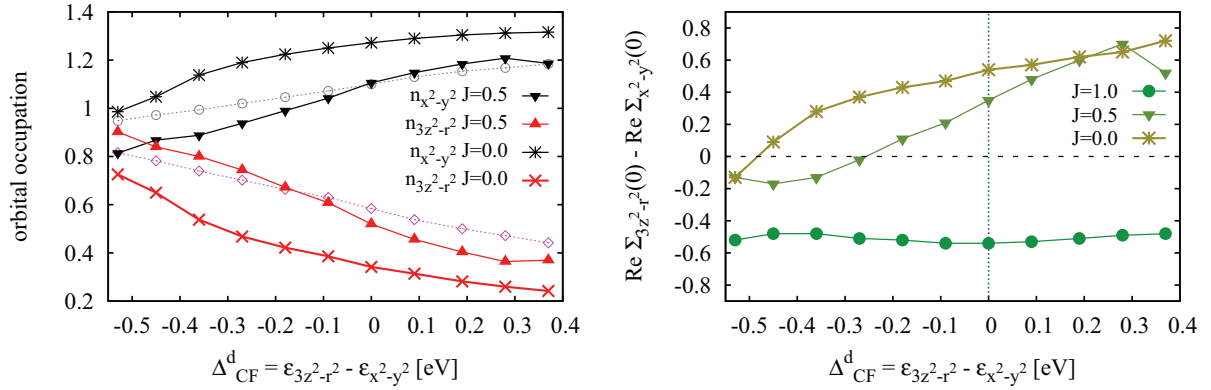 1.4
1.2
1
0.8
0.6
0.4
0.2
orbital occupation
n_{x²-y²} J=0.5
n_{3z²-r²} J=0.5
n_{x²-y²} J=0.0
n_{3z²-r²} J=0.0
-0.5 -0.4 -0.3 -0.2 -0.1 0 0.1 0.2 0.3 0.4
Δ^d_{CF} = ε_{3z²-r²} - ε_{x²-y²} [eV]
0.8
0.6
0.4
0.2
0
-0.2
-0.4
-0.6
-0.8
Re Σ_{3z²-r²}(0) - Re Σ_{x²-y²}(0)
J=1.0
J=0.5
J=0.0
-0.5 -0.4 -0.3 -0.2 -0.1 0 0.1 0.2 0.3 0.4
Δ^d_{CF} = ε_{3z²-r²} - ε_{x²-y²} [eV]